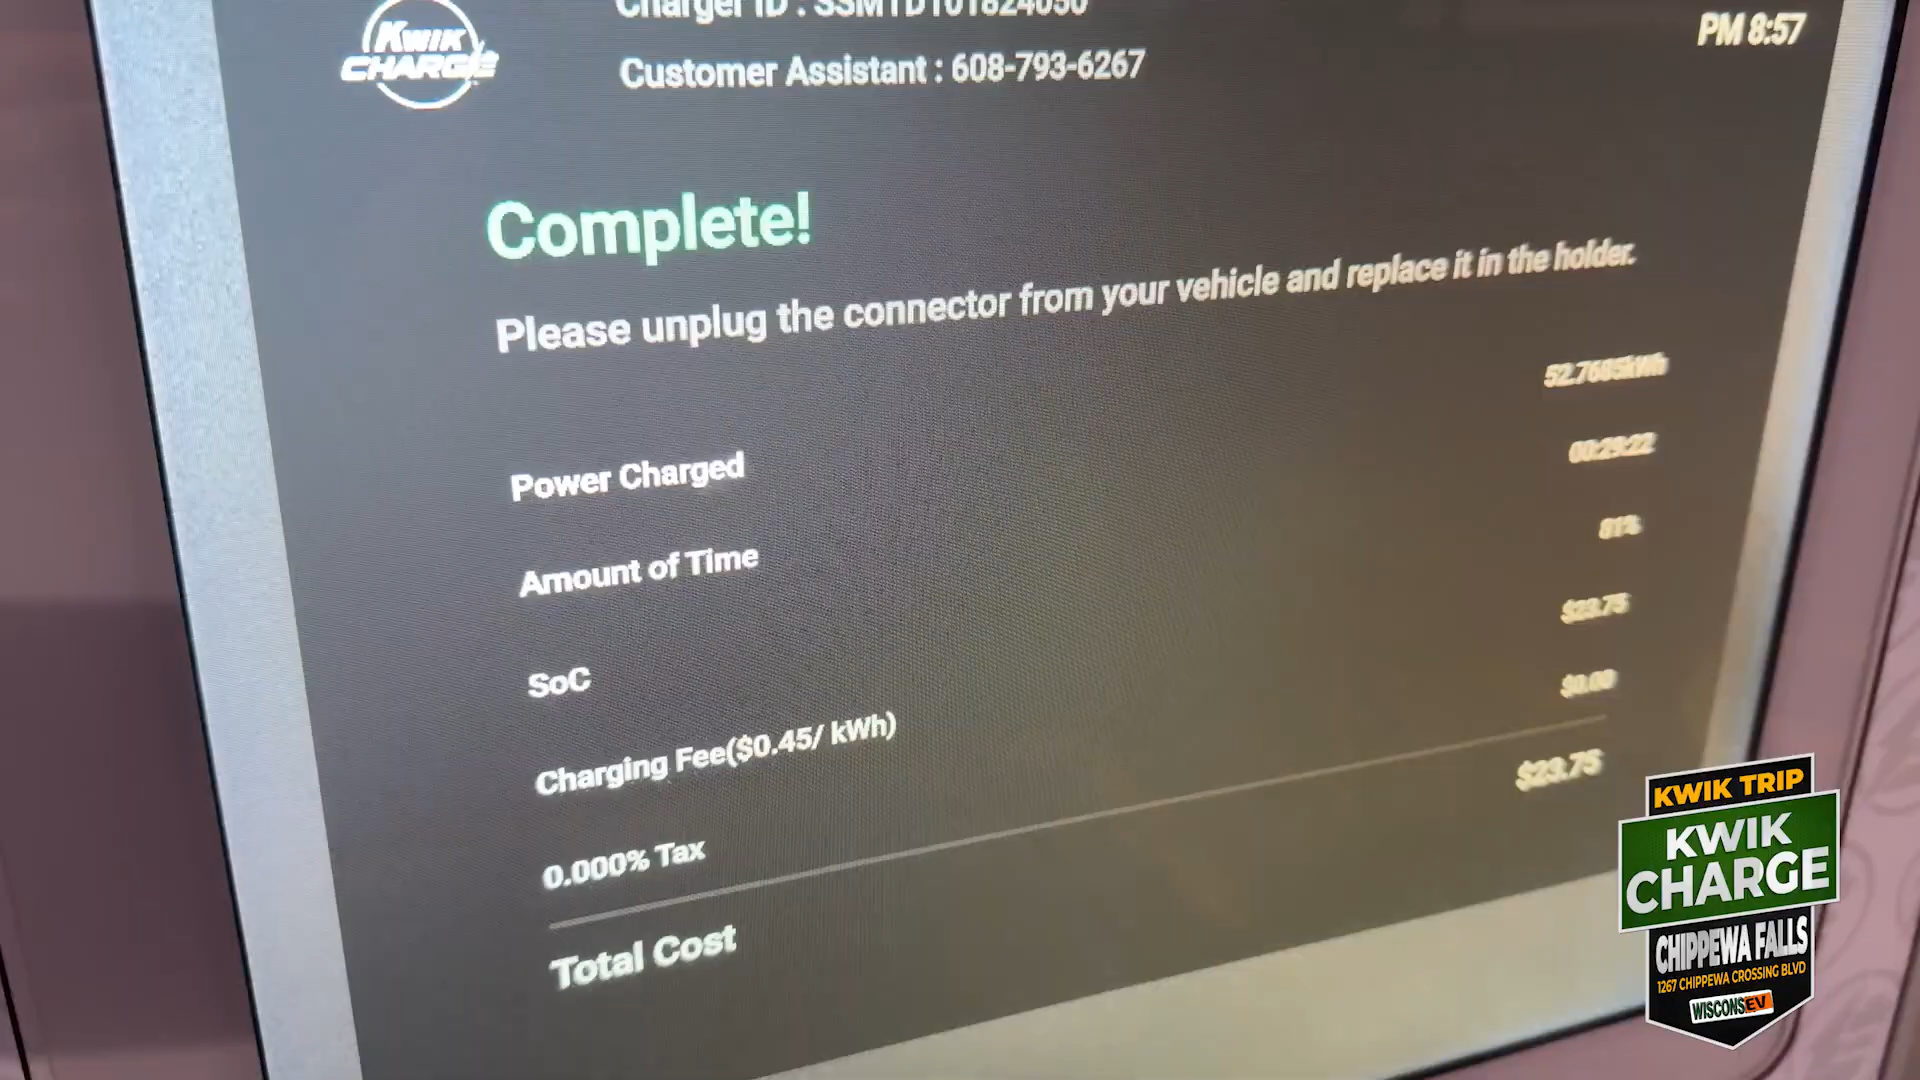 KWIK
CHARGE
Customer Assistant : 608-793-6267
PM 8:57
Complete!
Please unplug the connector from your vehicle and replace it in the holder.
Power Charged
52.7685kWh
Amount of Time
00:29:22
SoC
81%
Charging Fee($0.45/ kWh)
$23.75
0.000% Tax
$0.00
Total Cost
$23.75
KWIK TRIP
KWIK
CHARGE
CHIPPEWA FALLS
1267 CHIPPEWA CROSSING BLVD
WISCONSEV